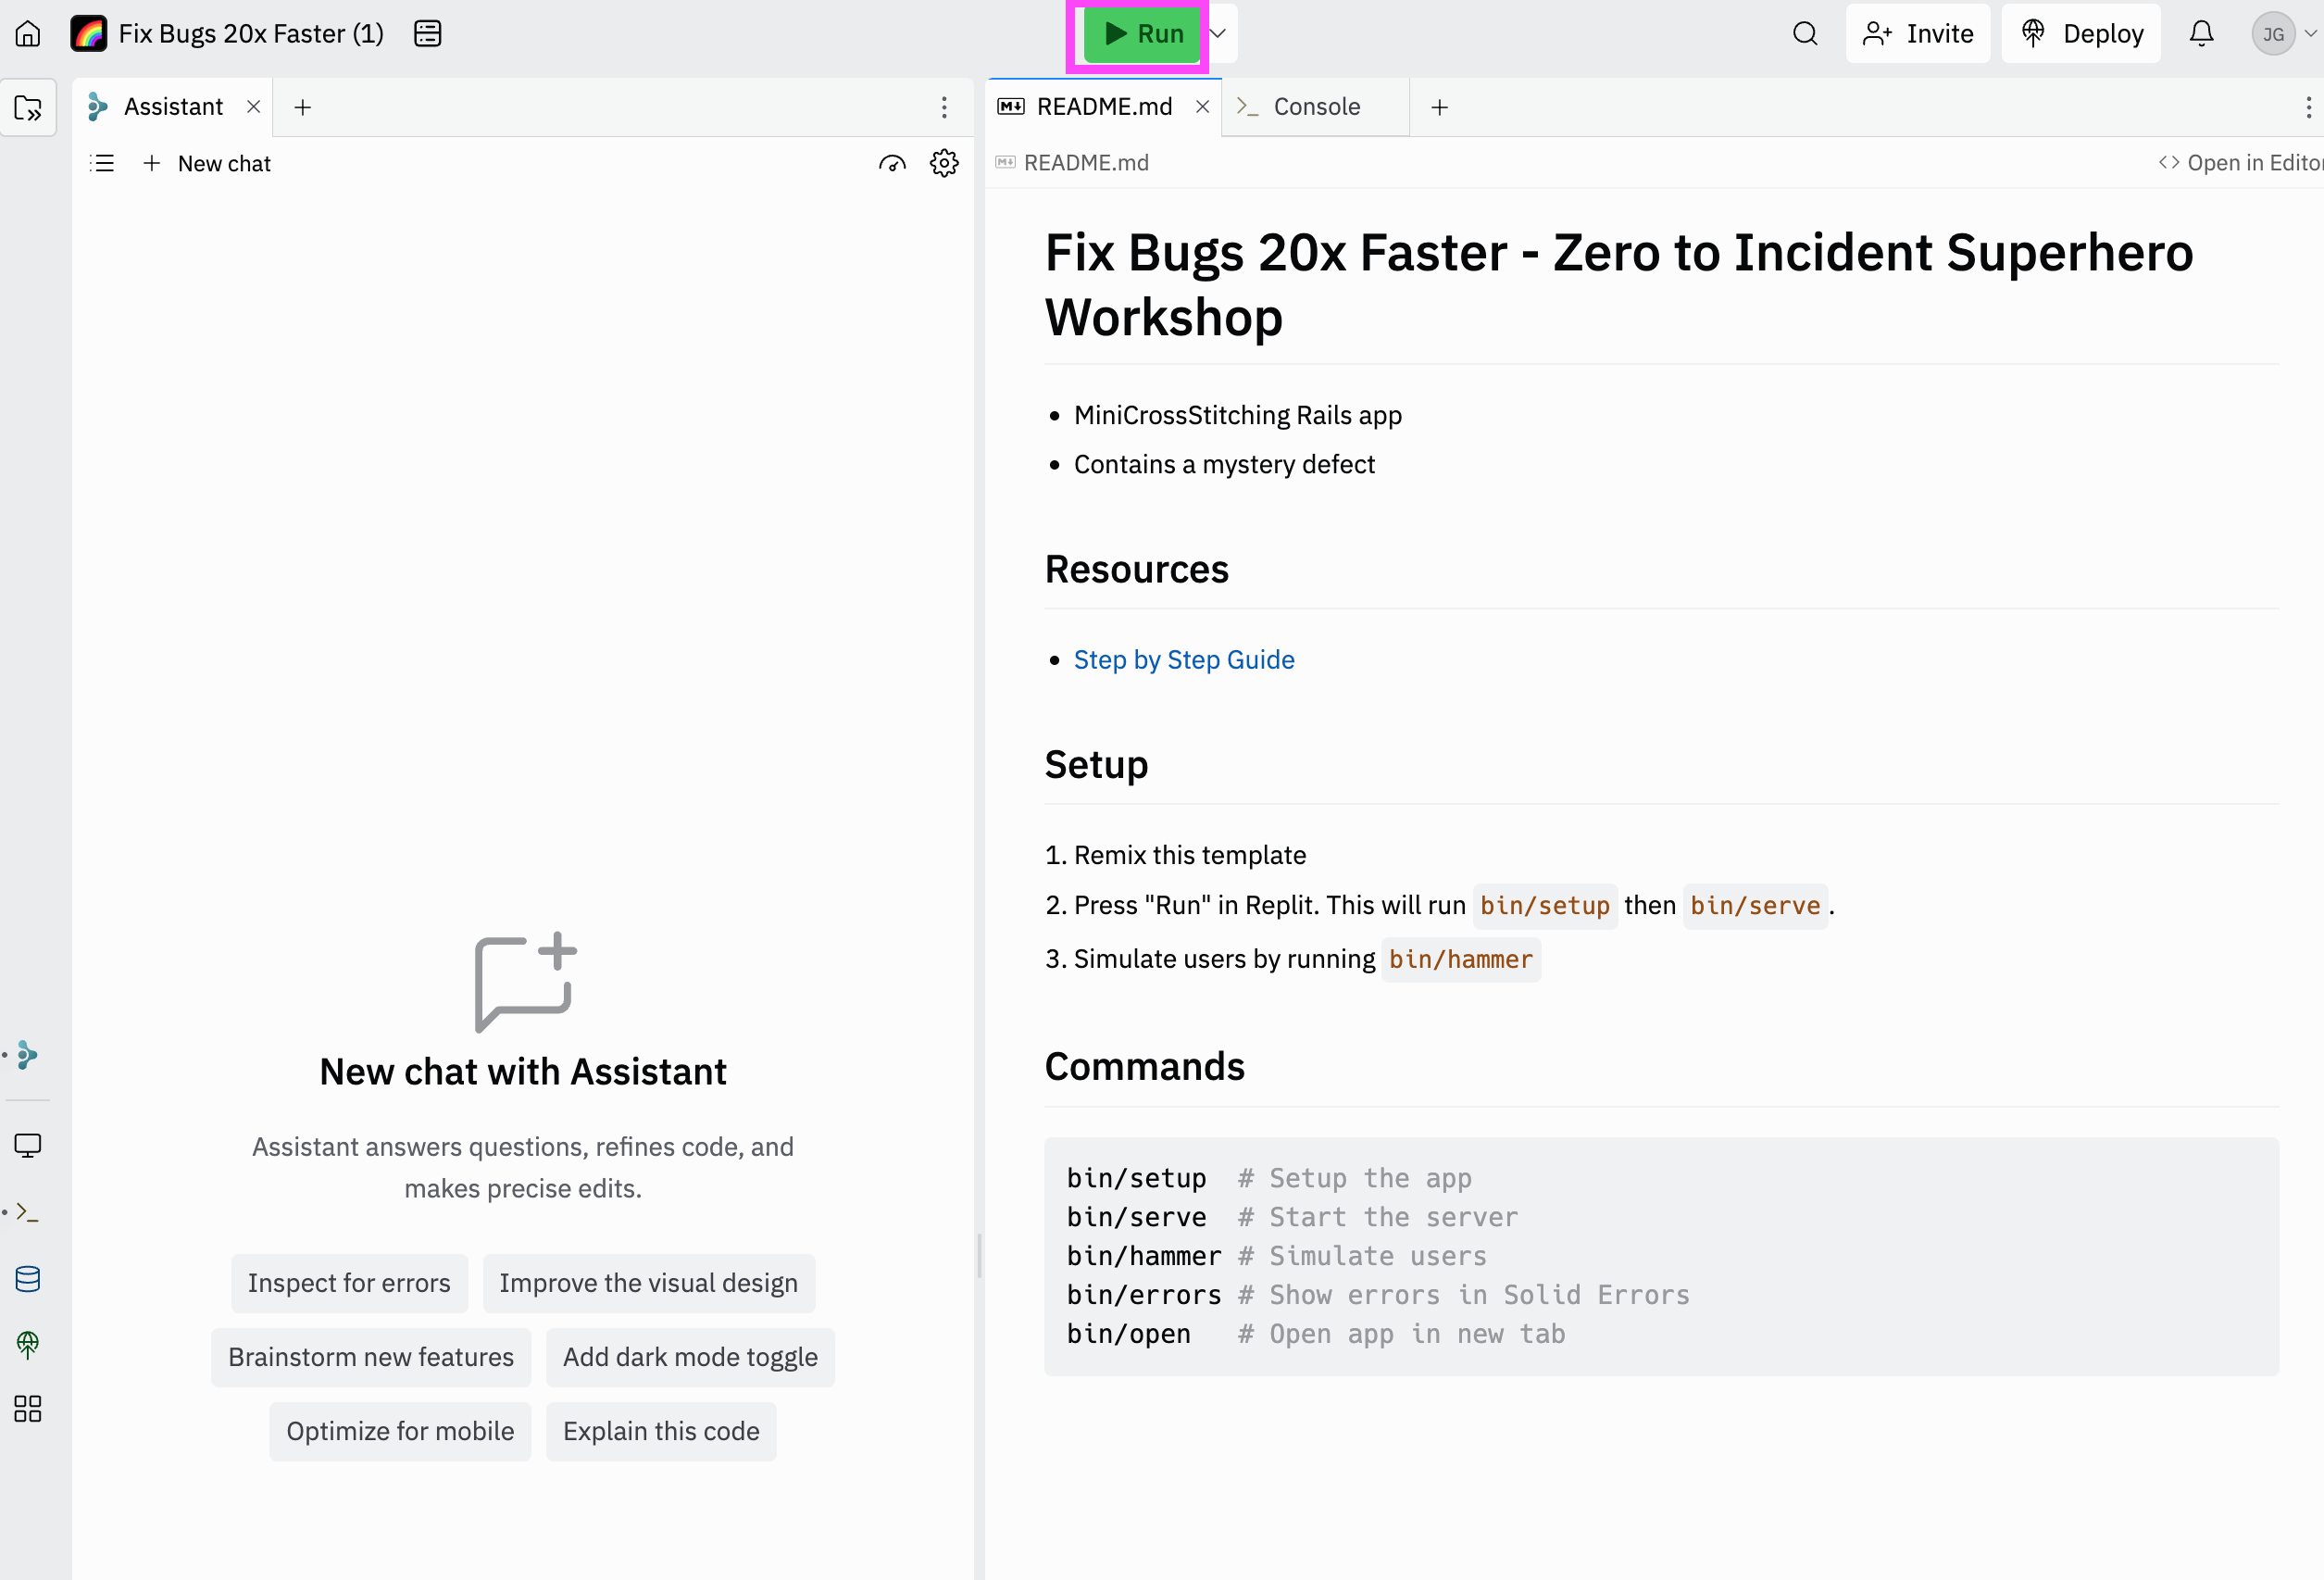 Fix Bugs 20x Faster (1)
Run
Invite
Deploy
JG
Assistant
New chat
README.md
Console
README.md
Open in Editor
Fix Bugs 20x Faster - Zero to Incident Superhero
Workshop
MiniCrossStitching Rails app
Contains a mystery defect
Resources
Step by Step Guide
Setup
1. Remix this template
2. Press "Run" in Replit. This will run bin/setup then bin/serve.
3. Simulate users by running bin/hammer
Commands
bin/setup  # Setup the app
bin/serve  # Start the server
bin/hammer # Simulate users
bin/errors # Show errors in Solid Errors
bin/open   # Open app in new tab
New chat with Assistant
Assistant answers questions, refines code, and
makes precise edits.
Inspect for errors
Improve the visual design
Brainstorm new features
Add dark mode toggle
Optimize for mobile
Explain this code